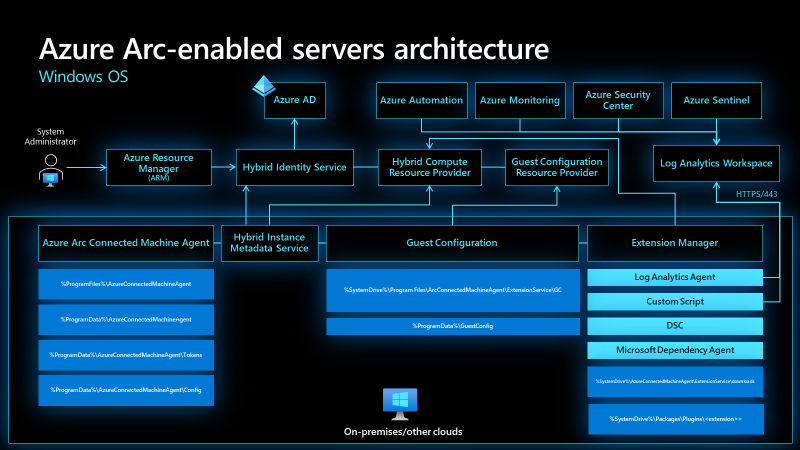 Azure Arc-enabled servers architecture
Windows OS
Azure AD
Azure Automation
Azure Monitoring
Azure Security
Center
Azure Sentinel
System
Administrator
Azure Resource
Manager
(ARM)
Hybrid Identity Service
Hybrid Compute
Resource Provider
Guest Configuration
Resource Provider
Log Analytics Workspace
HTTPS/443
Azure Arc Connected Machine Agent
Hybrid Instance
Metadata Service
Guest Configuration
Extension Manager
%ProgramFiles%\AzureConnectedMachineAgent
%ProgramData%\AzureConnectedMachineAgent
%ProgramData%\AzureConnectedMachineAgent\Tokens
%ProgramData%\AzureConnectedMachineAgent\Config
%SystemDrive%\Program Files\ArcConnectedMachineAgent\ExtensionService\GC
%ProgramData%\GuestConfig
Log Analytics Agent
Custom Script
DSC
Microsoft Dependency Agent
%SystemDrive%\AzureConnectedMachineAgent\ExtensionService\downloads
%SystemDrive%\Packages\Plugins\<extension>>
On-premises/other clouds